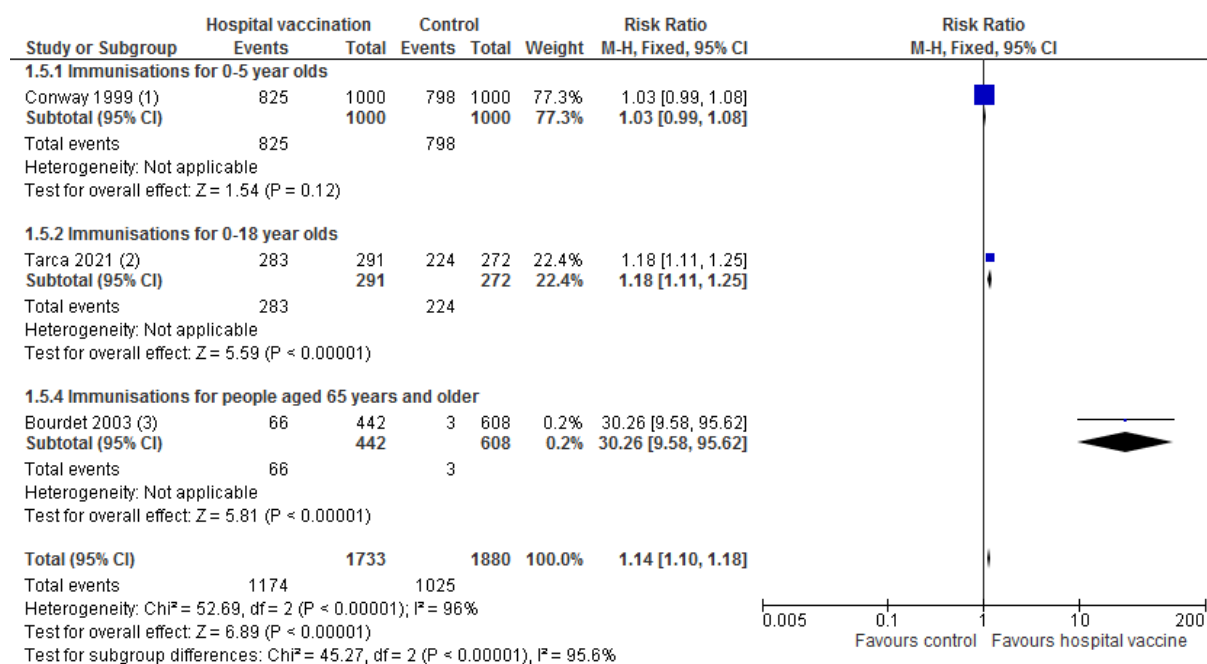 Hospital vaccination Control Risk Ratio Risk Ratio
Study or Subgroup Events Total Events Total Weight M-H, Fixed, 95% CI M-H, Fixed, 95% CI
1.5.1 Immunisations for 0-5 year olds
Conway 1999 (1) 825 1000 798 1000 77.3% 1.03 [0.99, 1.08]
Subtotal (95% CI) 1000 1000 77.3% 1.03 [0.99, 1.08]
Total events 825 798
Heterogeneity: Not applicable
Test for overall effect: Z = 1.54 (P = 0.12)
1.5.2 Immunisations for 0-18 year olds
Tarca 2021 (2) 283 291 224 272 22.4% 1.18 [1.11, 1.25]
Subtotal (95% CI) 291 272 22.4% 1.18 [1.11, 1.25]
Total events 283 224
Heterogeneity: Not applicable
Test for overall effect: Z = 5.59 (P < 0.00001)
1.5.4 Immunisations for people aged 65 years and older
Bourdet 2003 (3) 66 442 3 608 0.2% 30.26 [9.58, 95.62]
Subtotal (95% CI) 442 608 0.2% 30.26 [9.58, 95.62]
Total events 66 3
Heterogeneity: Not applicable
Test for overall effect: Z = 5.81 (P < 0.00001)
Total (95% CI) 1733 1880 100.0% 1.14 [1.10, 1.18]
Total events 1174 1025
Heterogeneity: Chi² = 52.69, df = 2 (P < 0.00001); I² = 96%
Test for overall effect: Z = 6.89 (P < 0.00001)
Test for subgroup differences: Chi² = 45.27, df = 2 (P < 0.00001), I² = 95.6%
0.005 0.1 1 10 200
Favours control Favours hospital vaccine